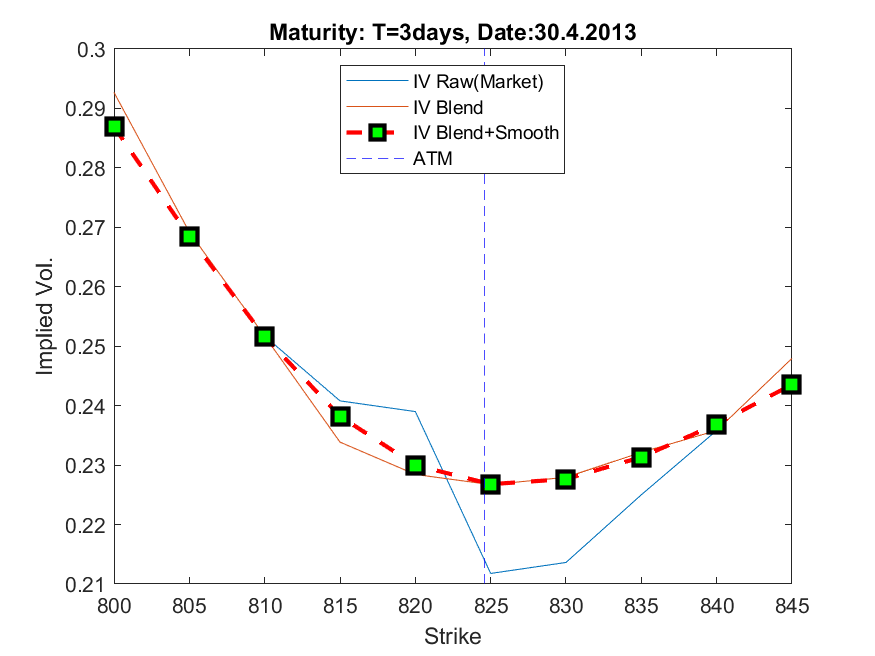 Maturity: T=3days, Date:30.4.2013
0.3
0.29
0.28
0.27
0.26
0.25
0.24
0.23
0.22
0.21
Implied Vol.
IV Raw(Market)
IV Blend
IV Blend+Smooth
ATM
800 805 810 815 820 825 830 835 840 845
Strike